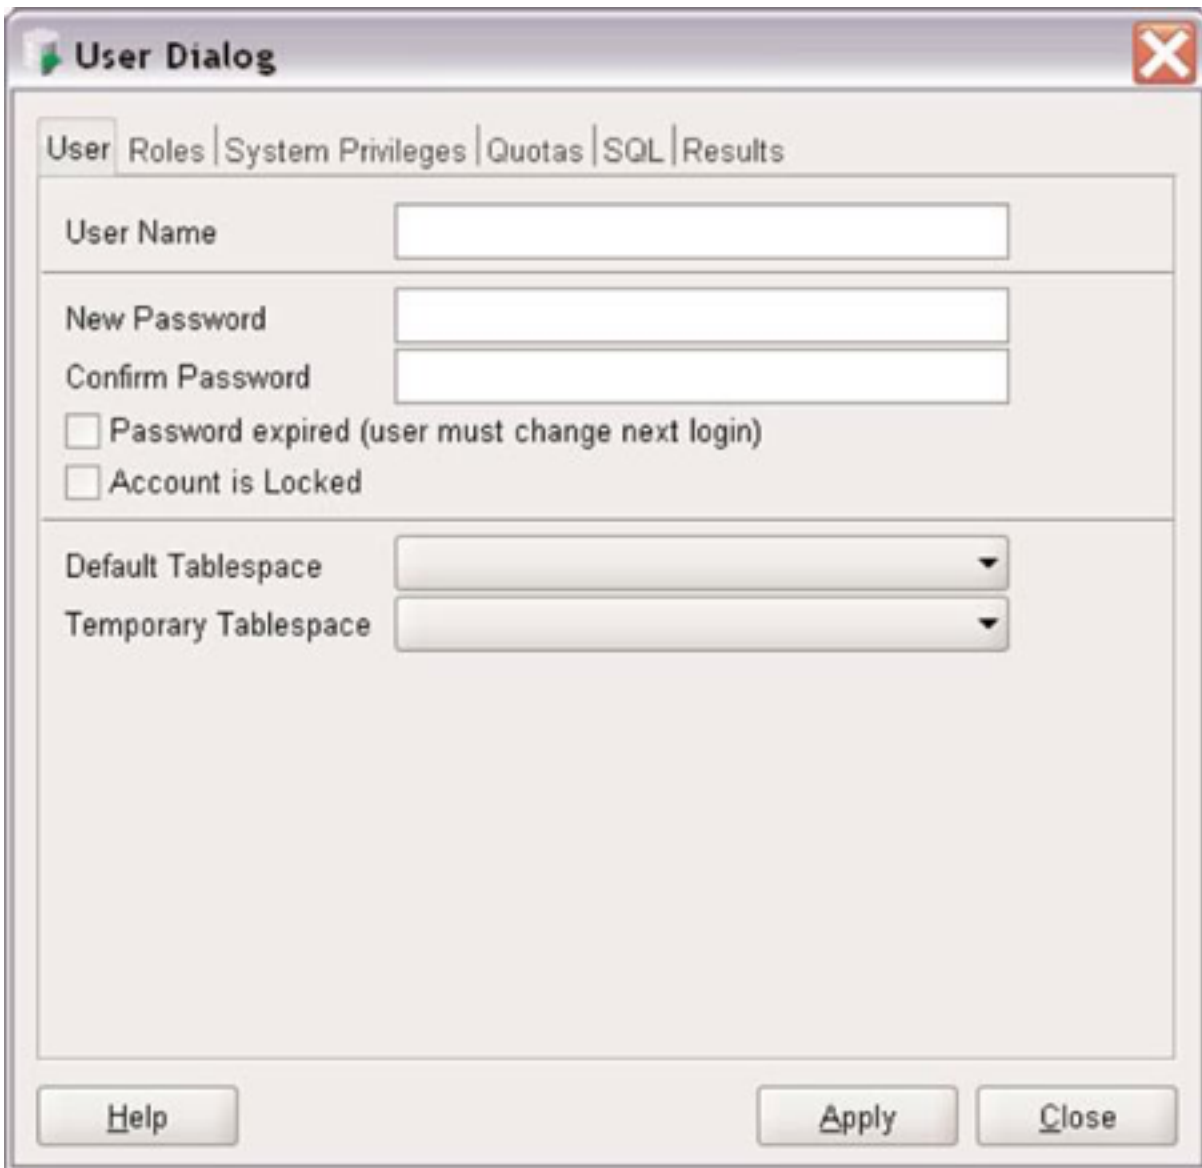 User Dialog
User Roles System Privileges Quotas SQL Results
User Name
New Password
Confirm Password
Password expired (user must change next login)
Account is Locked
Default Tablespace
Temporary Tablespace
Help Apply Close